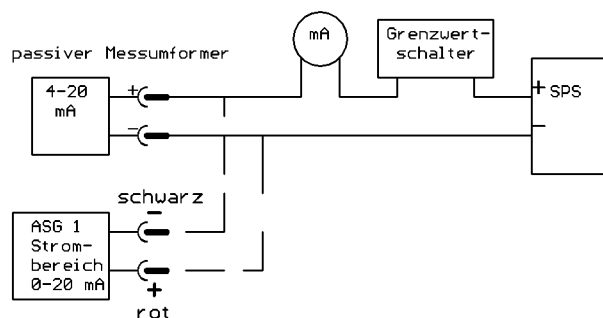 mA
Grenzwert-
schalter
passiver Messumformer
4-20
mA
+
-
+ SPS
-
schwarz
-
ASG 1
Strom-
bereich
0-20 mA
+
rot